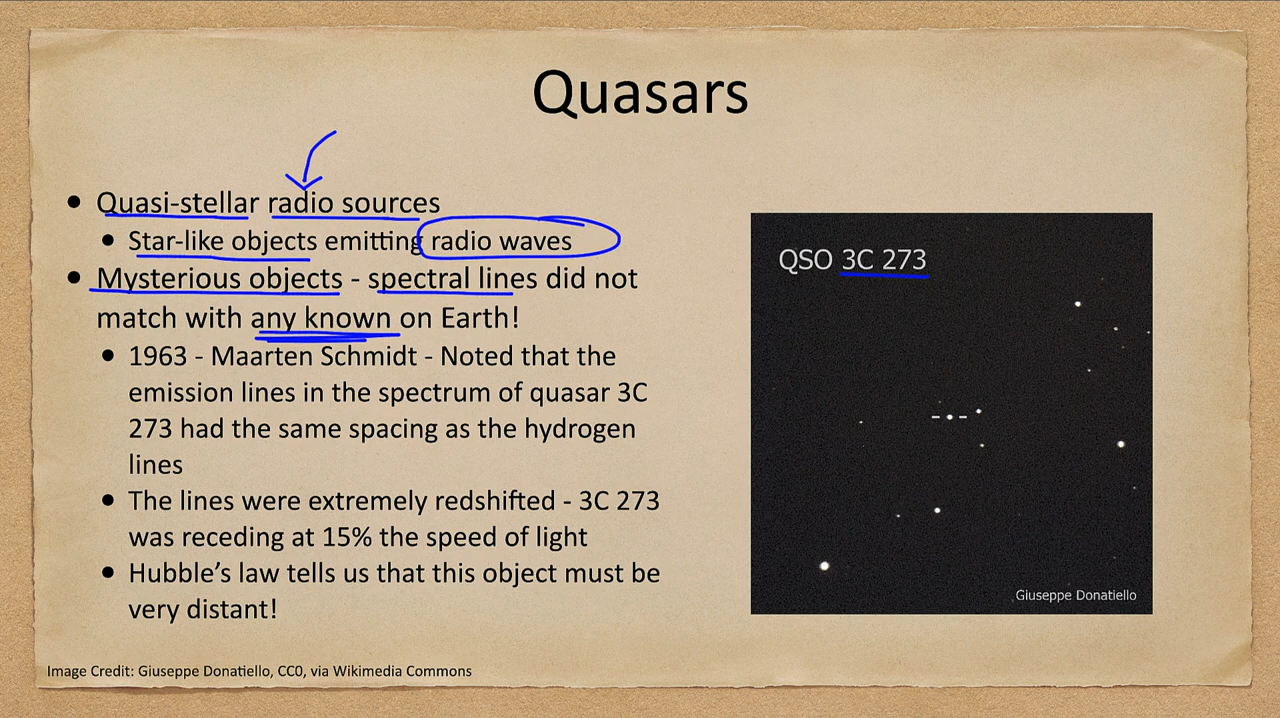 Quasars
• Quasi-stellar radio sources
• Star-like objects emitting radio waves
• Mysterious objects - spectral lines did not
match with any known on Earth!
• 1963 - Maarten Schmidt - Noted that the
emission lines in the spectrum of quasar 3C
273 had the same spacing as the hydrogen
lines
• The lines were extremely redshifted - 3C 273
was receding at 15% the speed of light
• Hubble’s law tells us that this object must be
very distant!
QSO 3C 273
Giuseppe Donatiello
Image Credit: Giuseppe Donatiello, CC0, via Wikimedia Commons